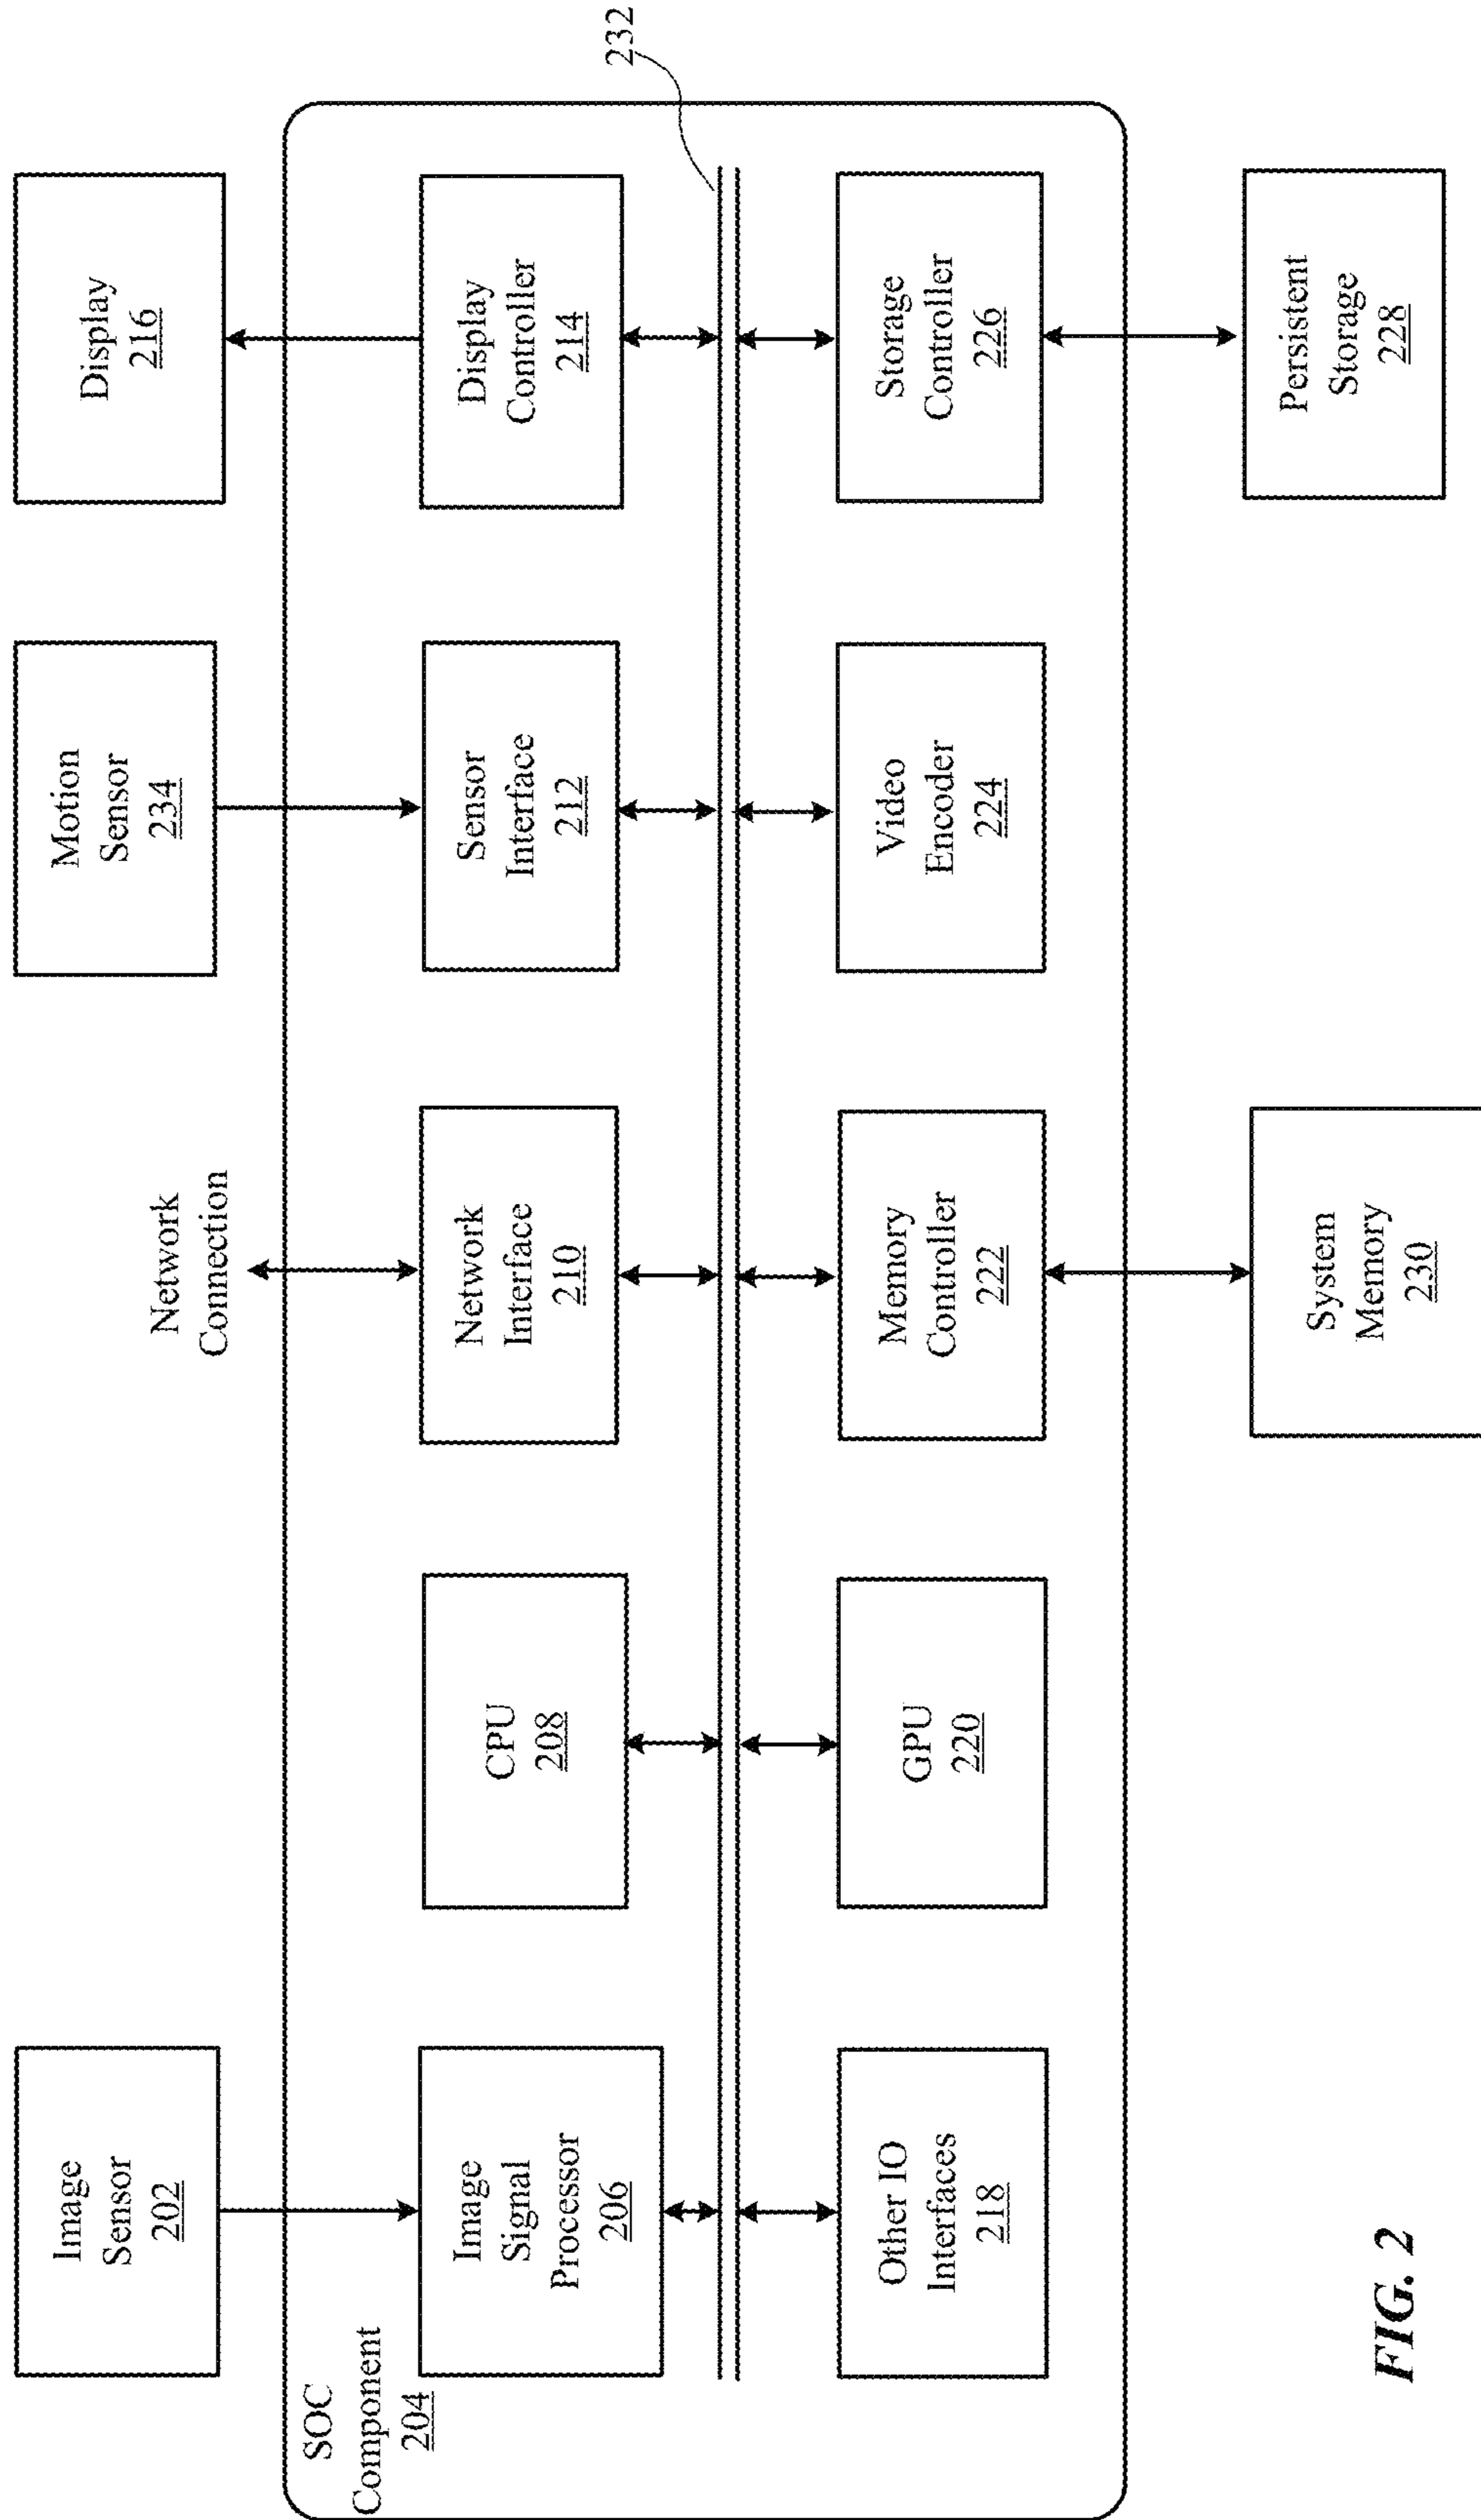 Image
Sensor
202
Network
Connection
Motion
Sensor
234
Display
216
SOC
Component
204
Image
Signal
Processor
206
CPU
208
Network
Interface
210
Sensor
Interface
212
Display
Controller
214
232
Other IO
Interfaces
218
GPU
220
Memory
Controller
222
Video
Encoder
224
Storage
Controller
226
System
Memory
230
Persistent
Storage
228
FIG. 2